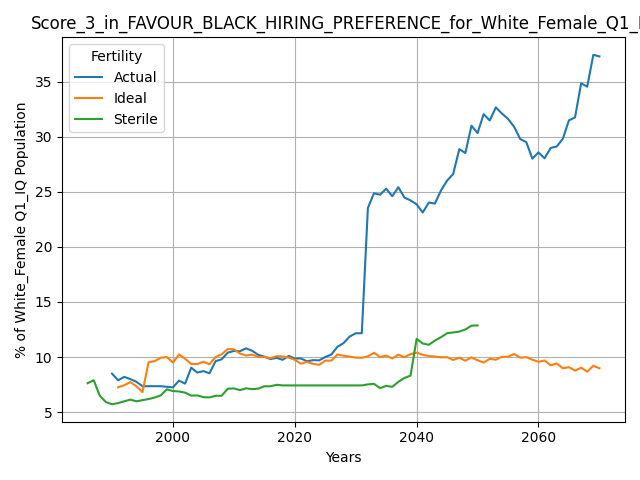 Score_3_in_FAVOUR_BLACK_HIRING_PREFERENCE_for_White_Female_Q1_
Fertility
Actual
Ideal
Sterile
% of White_Female Q1_IQ Population
35
30
25
20
15
10
5
2000 2020 2040 2060
Years